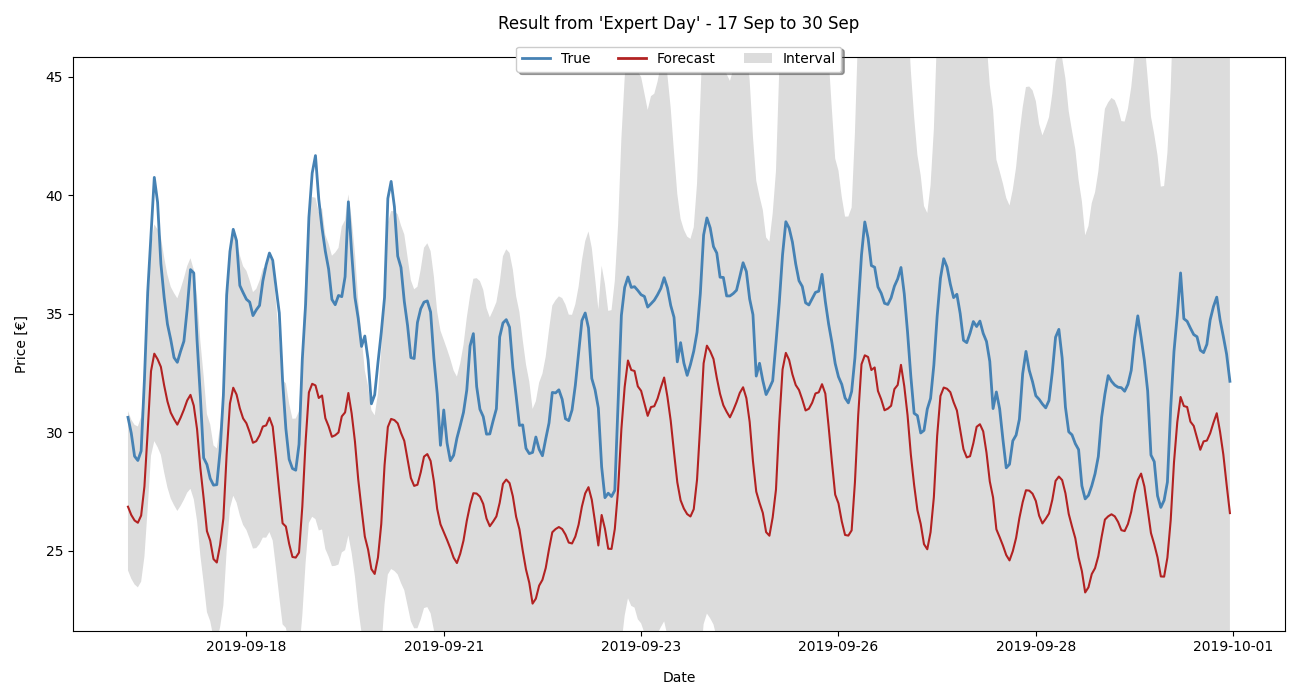 Result from 'Expert Day' - 17 Sep to 30 Sep
True Forecast Interval
45
40
35
30
25
Price [€]
2019-09-18 2019-09-21 2019-09-23 2019-09-26 2019-09-28 2019-10-01
Date